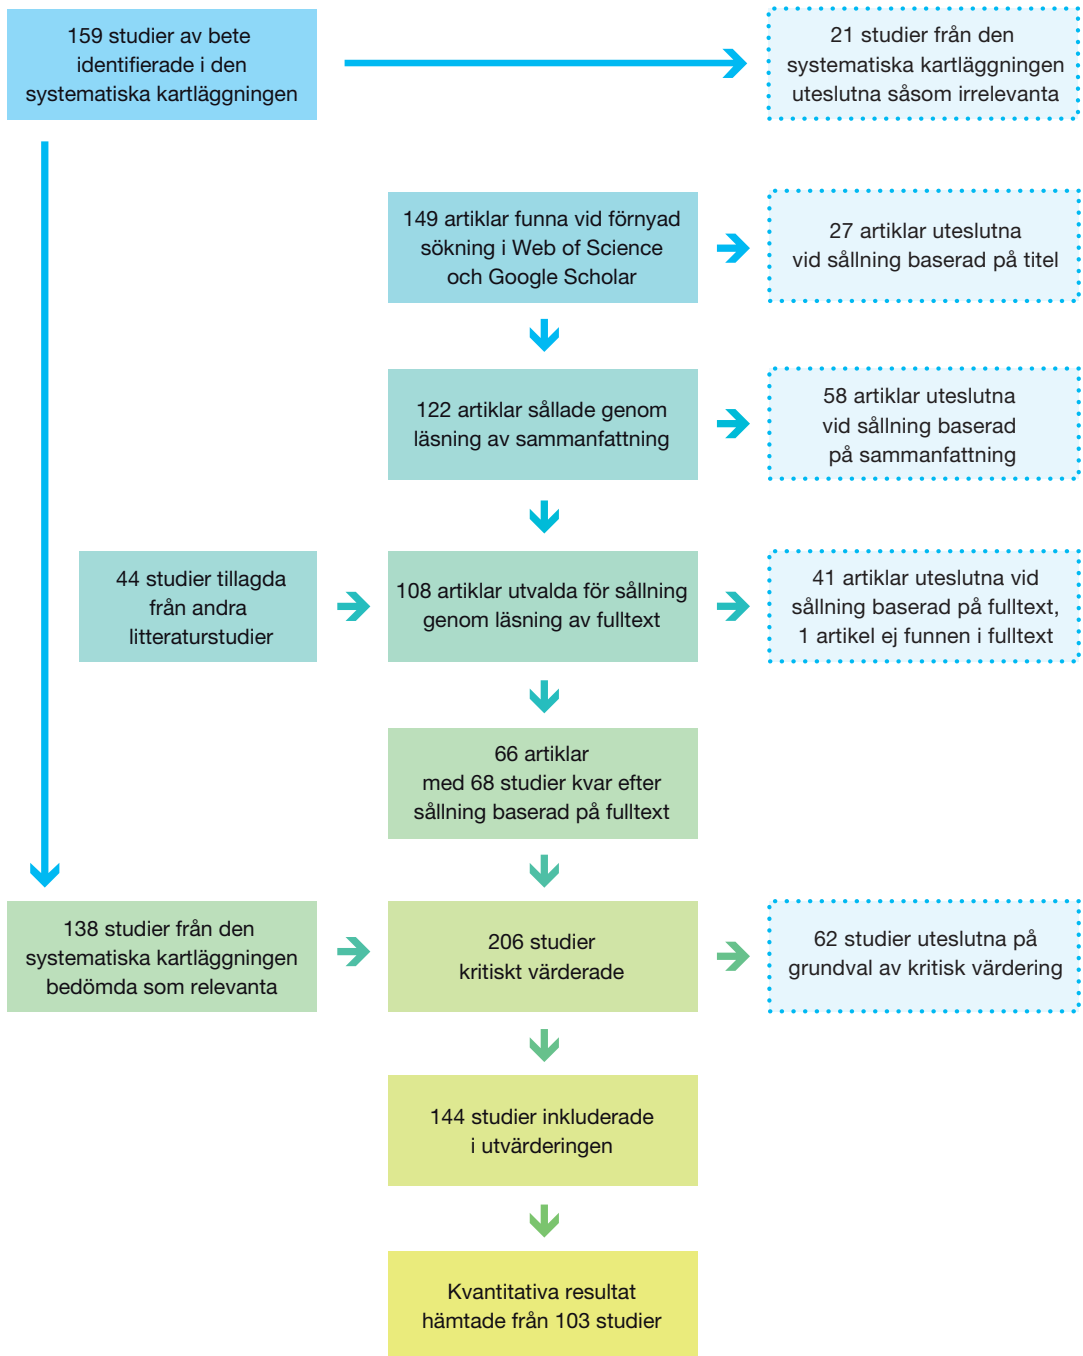 159 studier av bete
identifierade i den
systematiska kartläggningen
21 studier från den
systematiska kartläggningen
uteslutna såsom irrelevanta
149 artiklar funna vid förnyad
sökning i Web of Science
och Google Scholar
27 artiklar uteslutna
vid sållning baserad på titel
122 artiklar sållade genom
läsning av sammanfattning
58 artiklar uteslutna
vid sållning baserad
på sammanfattning
44 studier tillagda
från andra
litteraturstudier
108 artiklar utvalda för sållning
genom läsning av fulltext
41 artiklar uteslutna vid
sållning baserad på fulltext,
1 artikel ej funnen i fulltext
66 artiklar
med 68 studier kvar efter
sållning baserad på fulltext
138 studier från den
systematiska kartläggningen
bedömda som relevanta
206 studier
kritiskt värderade
62 studier uteslutna på
grundval av kritisk värdering
144 studier inkluderade
i utvärderingen
Kvantitativa resultat
hämtade från 103 studier